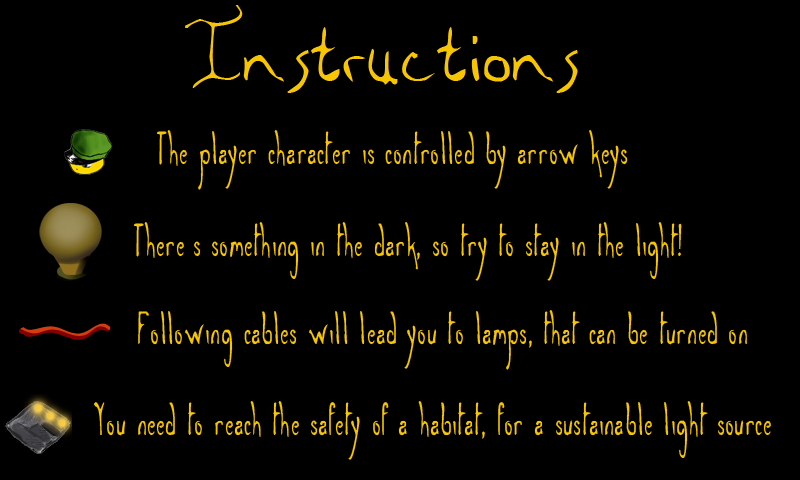 Instructions
The player character is controlled by arrow keys
There s something in the dark, so try to stay in the light!
Following cables will lead you to lamps, that can be turned on
You need to reach the safety of a habitat, for a sustainable light source